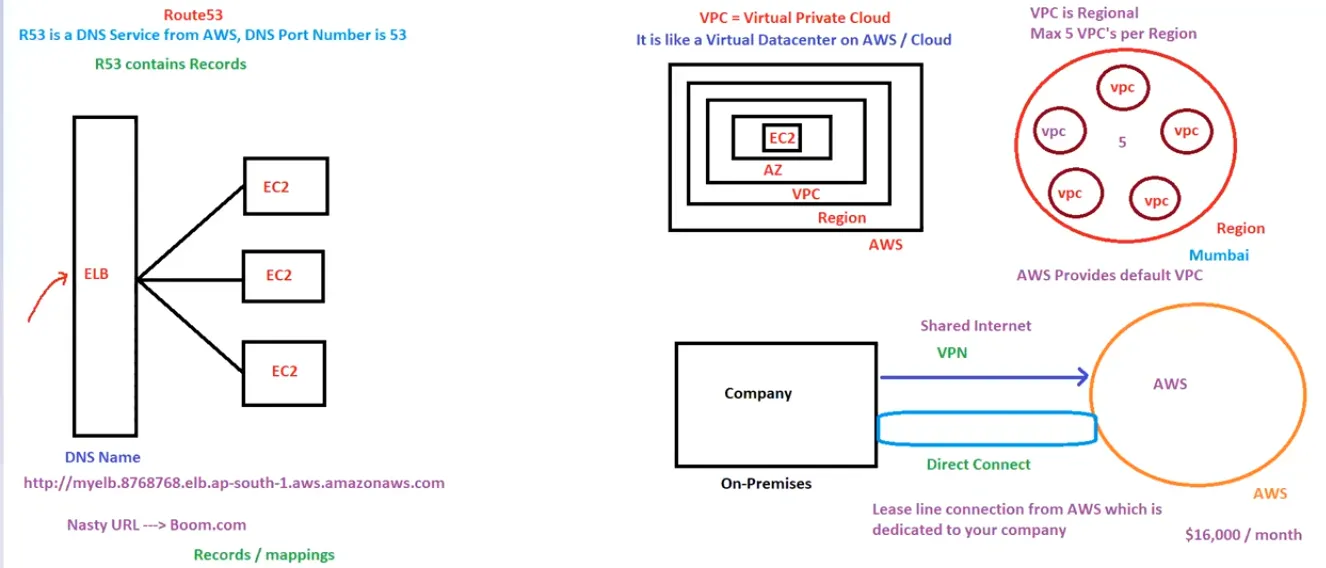 Route53
R53 is a DNS Service from AWS, DNS Port Number is 53
R53 contains Records
EC2
ELB
EC2
EC2
DNS Name
http://myelb.8768768.elb.ap-south-1.aws.amazonaws.com
Nasty URL ---> Boom.com
Records / mappings
VPC = Virtual Private Cloud
It is like a Virtual Datacenter on AWS / Cloud
EC2
AZ
VPC
Region
AWS
VPC is Regional
Max 5 VPC's per Region
vpc
vpc
vpc
5
vpc
vpc
Region
Mumbai
AWS Provides default VPC
Shared Internet
VPN
Company
AWS
Direct Connect
On-Premises
AWS
Lease line connection from AWS which is
dedicated to your company
$16,000 / month